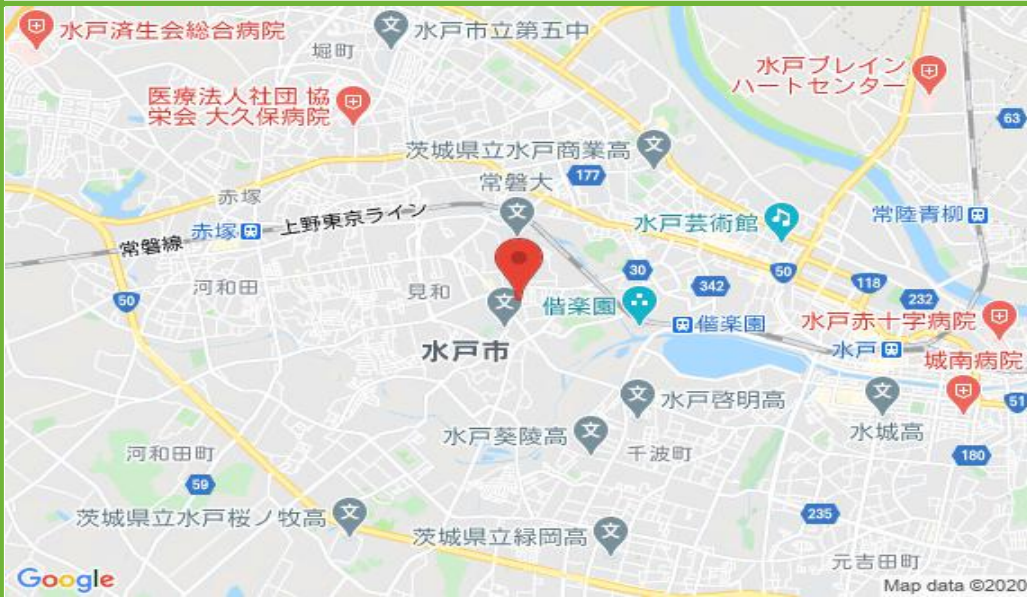 水戸済生会総合病院
水戸市立第五中
堀町
水戸ブレイン
ハートセンター
医療法人社団 協
栄会 大久保病院
63
茨城県立水戸商業高
177
常磐大
赤塚
水戸芸術館
常陸青柳
赤塚
上野東京ライン
常磐線
30
50
342
118
232
50
河和田
見和
偕楽園
偕楽園
水戸赤十字病院
水戸市
水戸
城南病院
水戸啓明高
51
水戸葵陵高
水城高
河和田町
千波町
180
59
235
茨城県立水戸桜ノ牧高
茨城県立緑岡高
元吉田町
Google
Map data ©2020